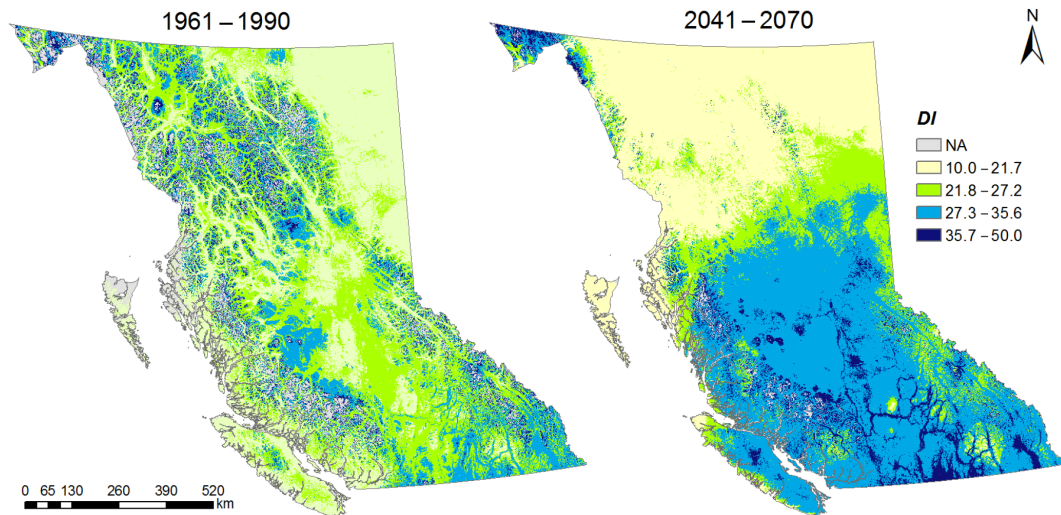 1961 – 1990
2041 – 2070
N
DI
NA
10.0 – 21.7
21.8 – 27.2
27.3 – 35.6
35.7 – 50.0
0 65 130 260 390 520
km